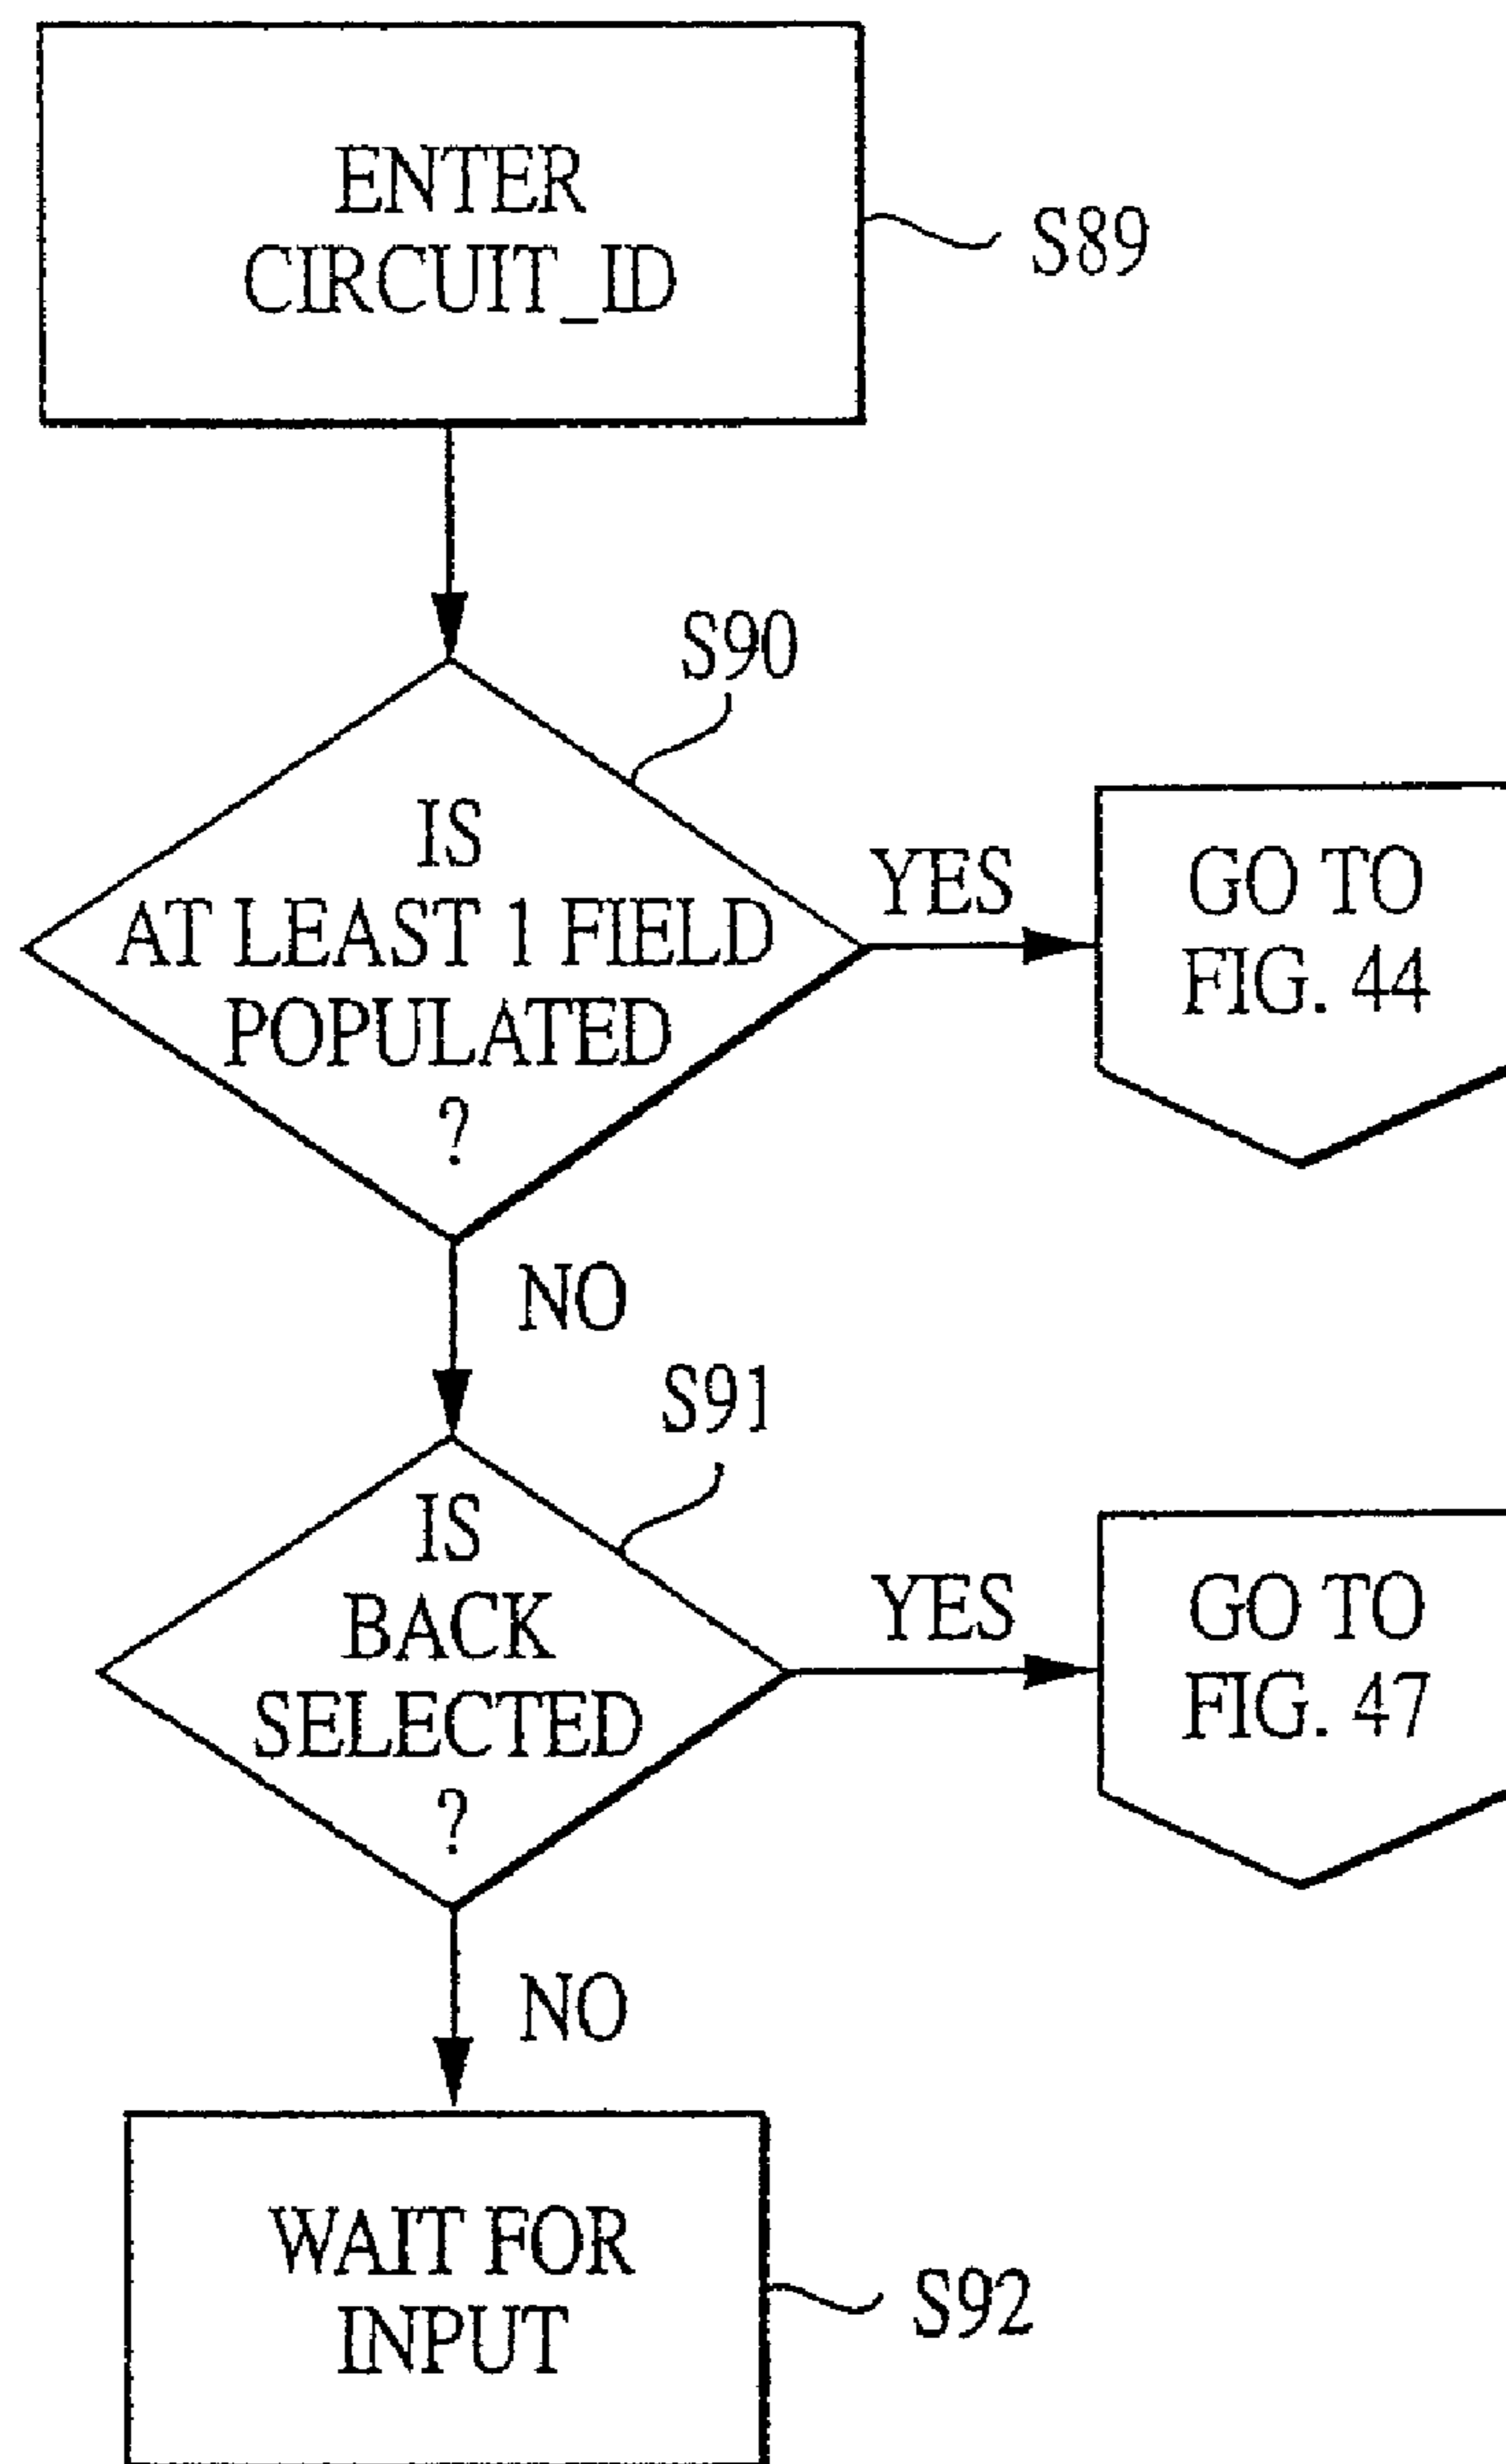 ENTER
CIRCUIT_ID
S89
S90
IS
AT LEAST 1 FIELD
POPULATED
?
YES
GO TO
FIG. 44
NO
S91
IS
BACK
SELECTED
?
YES
GO TO
FIG. 47
NO
WAIT FOR
INPUT
S92